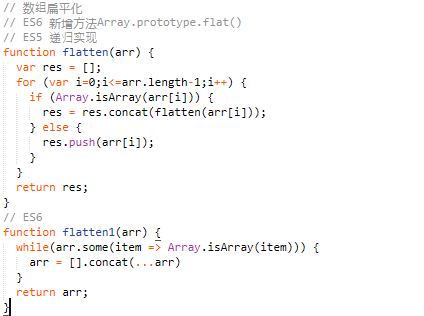 // 数组扁平化
// ES6 新增方法Array.prototype.flat()
// ES5 递归实现
function flatten(arr) {
  var res = [];
  for (var i=0;i<=arr.length-1;i++) {
    if (Array.isArray(arr[i])) {
      res = res.concat(flatten(arr[i]));
    } else {
      res.push(arr[i]);
    }
  }
  return res;
}
// ES6
function flatten1(arr) {
  while(arr.some(item => Array.isArray(item))) {
    arr = [].concat(...arr)
  }
  return arr;
}